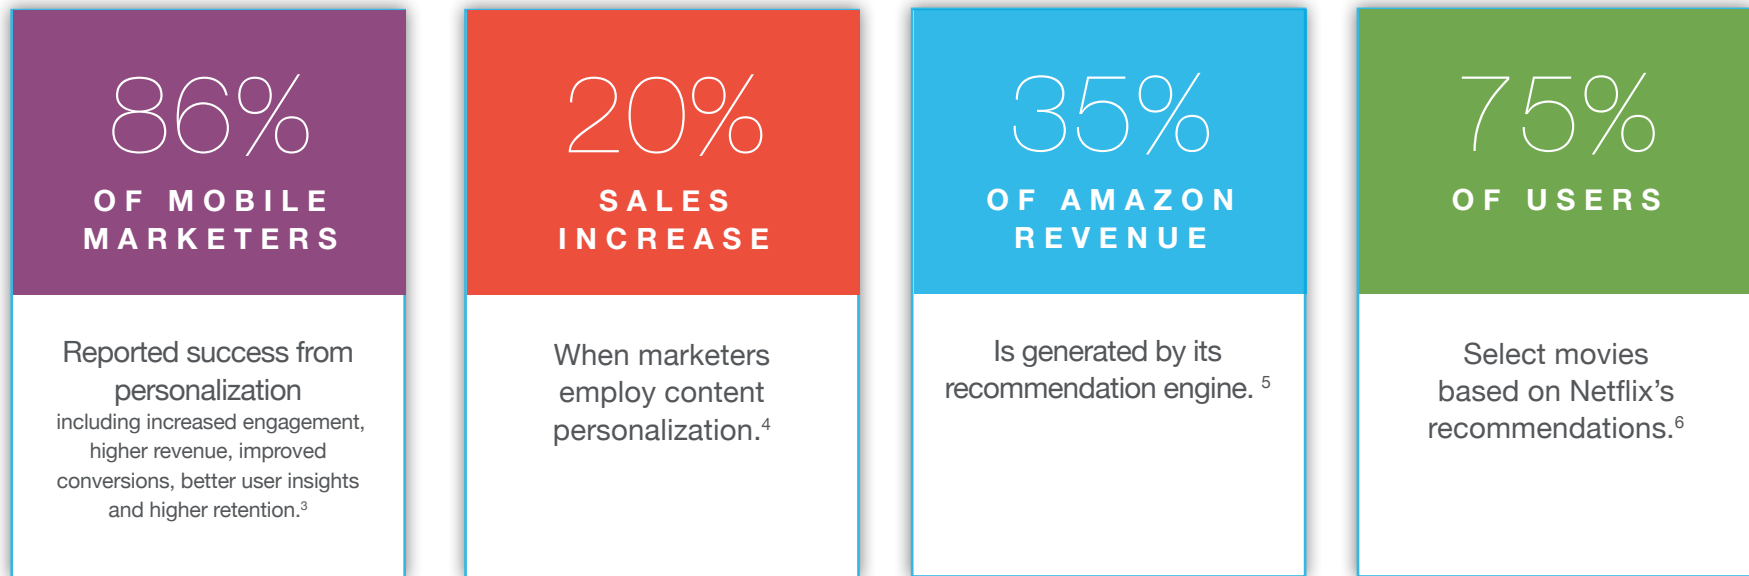 86%
OF MOBILE
MARKETERS
Reported success from
personalization
including increased engagement,
higher revenue, improved
conversions, better user insights
and higher retention.3
20%
SALES
INCREASE
When marketers
employ content
personalization.4
35%
OF AMAZON
REVENUE
Is generated by its
recommendation engine. 5
75%
OF USERS
Select movies
based on Netflix's
recommendations.6